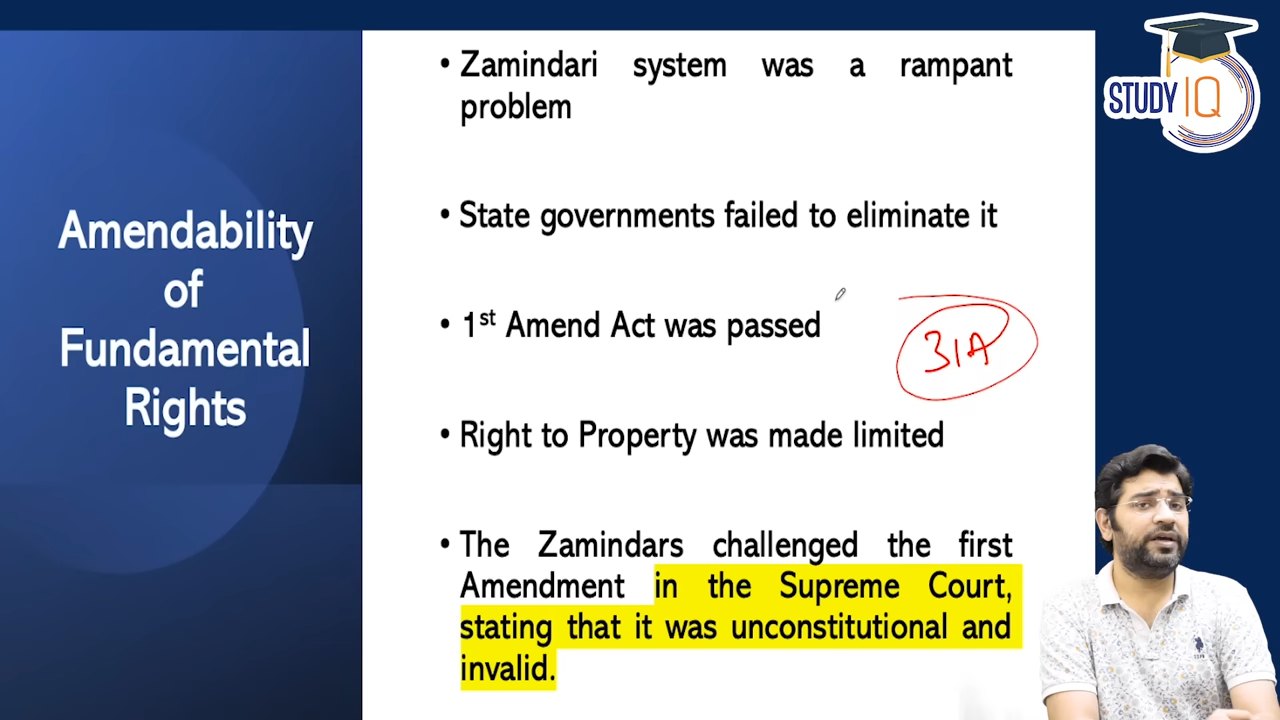 Amendability
of
Fundamental
Rights
• Zamindari system was a rampant
problem
• State governments failed to eliminate it
• 1st Amend Act was passed
31A
• Right to Property was made limited
• The Zamindars challenged the first
Amendment in the Supreme Court,
stating that it was unconstitutional and
invalid.
STUDY IQ